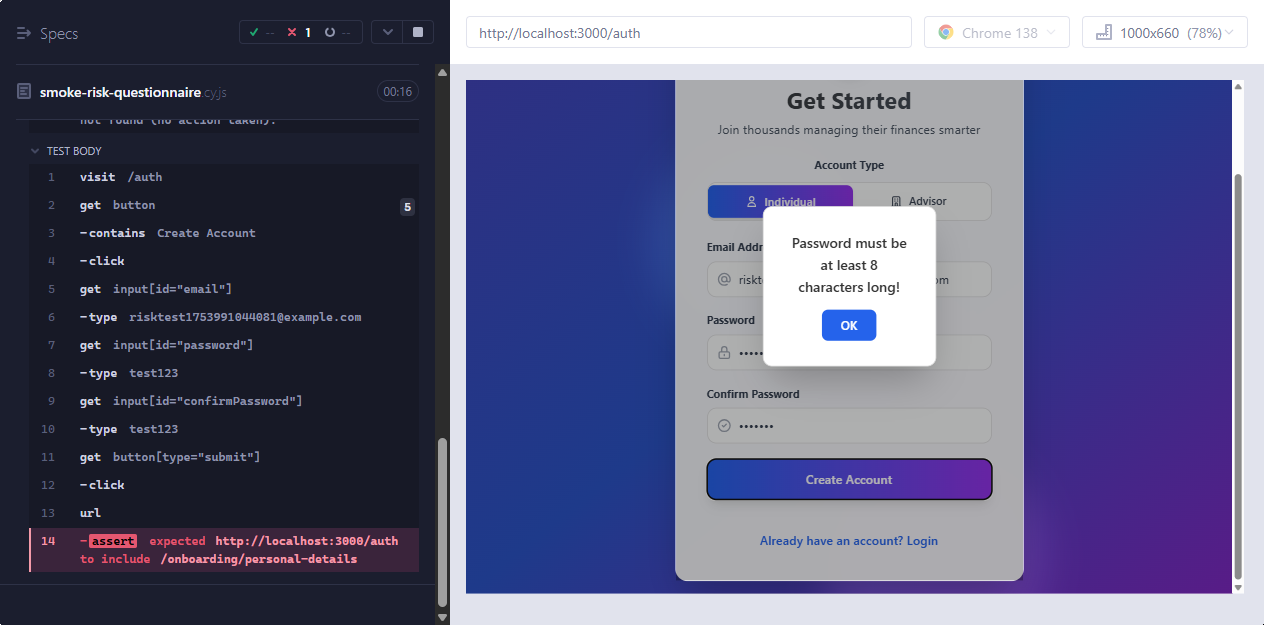 Specs
-- 1 --
smoke-risk-questionnaire.cy.js
00:16
not found (no action taken).
TEST BODY
1 visit /auth
2 get button 5
3 -contains Create Account
4 -click
5 get input[id="email"]
6 -type risktest1753991044081@example.com
7 get input[id="password"]
8 -type test123
9 get input[id="confirmPassword"]
10 -type test123
11 get button[type="submit"]
12 -click
13 url
14 -assert expected http://localhost:3000/auth
to include /onboarding/personal-details
http://localhost:3000/auth
Chrome 138
1000x660 (78%)
Get Started
Join thousands managing their finances smarter
Account Type
Individual
Advisor
Email Addr
riskt
om
Password must be
at least 8
characters long!
OK
Password
•••••
Confirm Password
•••••••
Create Account
Already have an account? Login